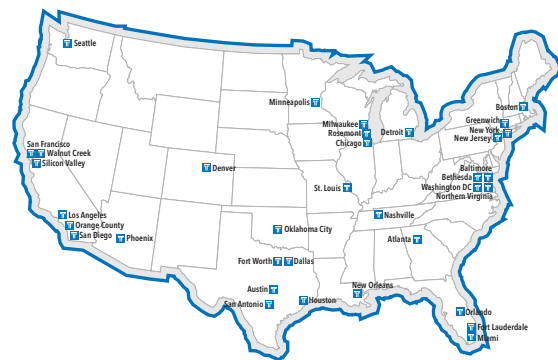 Seattle
Minneapolis
Boston
Milwaukee
Greenwich
Rosemont
Detroit
New York
Chicago
New Jersey
San Francisco
Walnut Creek
Silicon Valley
Denver
Baltimore
Bethesda
St. Louis
Washington DC
Northern Virginia
Los Angeles
Nashville
Orange County
Oklahoma City
San Diego
Phoenix
Atlanta
Fort Worth
Dallas
Austin
New Orleans
San Antonio
Houston
Orlando
Fort Lauderdale
Miami